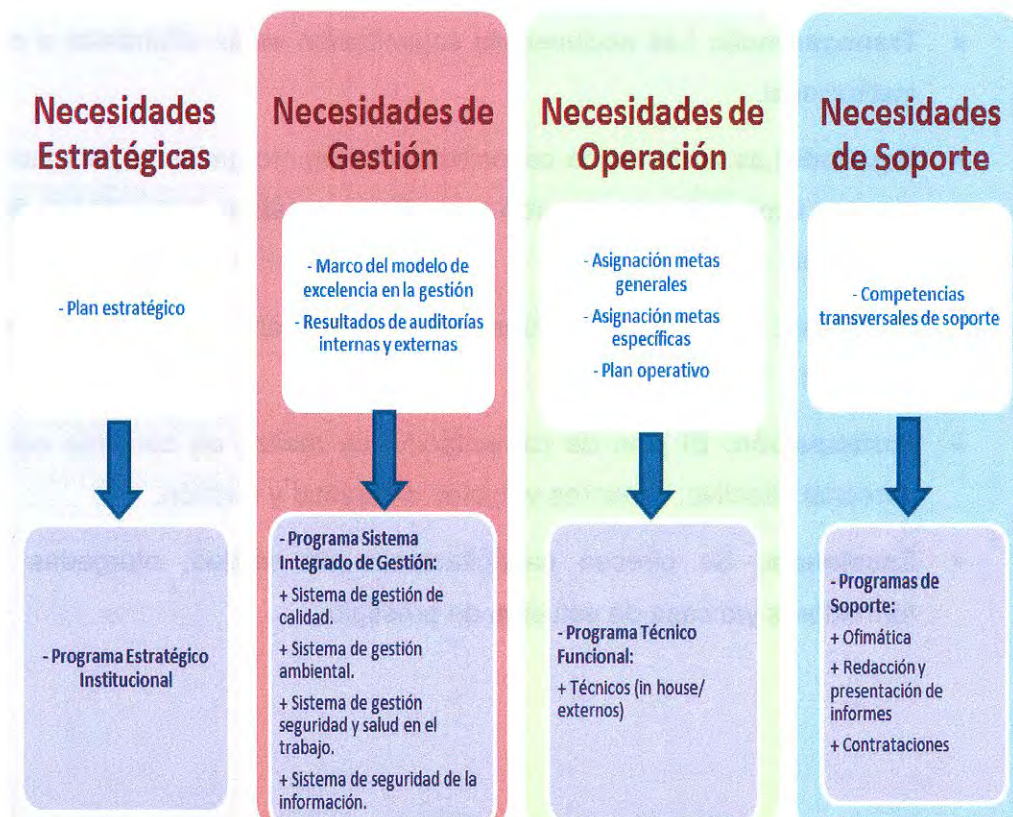 Necesidades
Estratégicas
- Plan estratégico
- Programa Estratégico
Institucional
Necesidades de
Gestión
- Marco del modelo de
excelencia en la gestión
- Resultados de auditorías
internas y externas
- Programa Sistema
Integrado de Gestión:
+ Sistema de gestión de
calidad.
+ Sistema de gestión
ambiental.
+ Sistema de gestión
seguridad y salud en el
trabajo.
+ Sistema de seguridad de la
información.
Necesidades de
Operación
- Asignación metas
generales
- Asignación metas
específicas
- Plan operativo
- Programa Técnico
Funcional:
+ Técnicos (in house/
externos)
Necesidades
de Soporte
- Competencias
transversales de soporte
- Programas de
Soporte:
+ Ofimática
+ Redacción y
presentación de
informes
+ Contrataciones